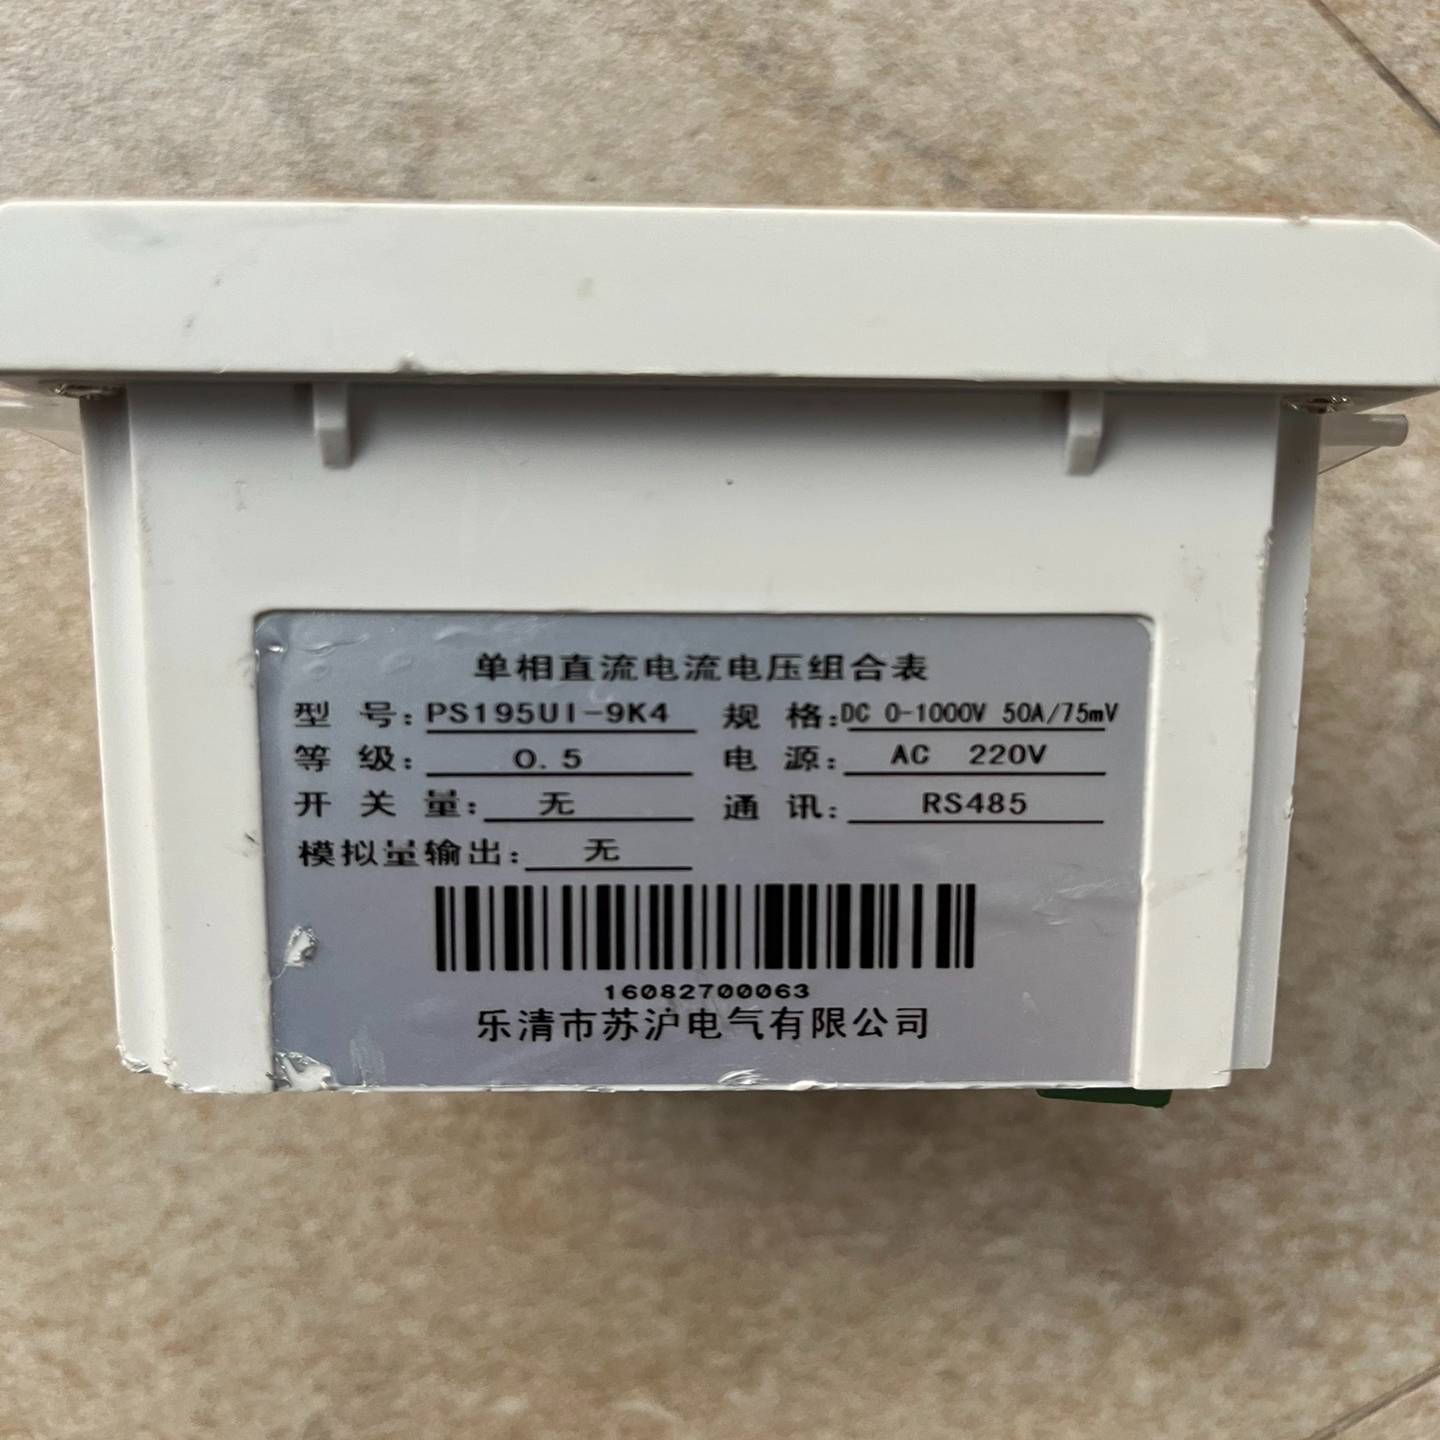 单相直流电流电压组合表
型 号: PS195UI-9K4 规 格: DC 0-1000V 50A/75mV
等 级: 0.5 电 源: AC 220V
开 关 量: 无 通 讯: RS485
模拟量输出: 无
16082700063
乐清市苏沪电气有限公司